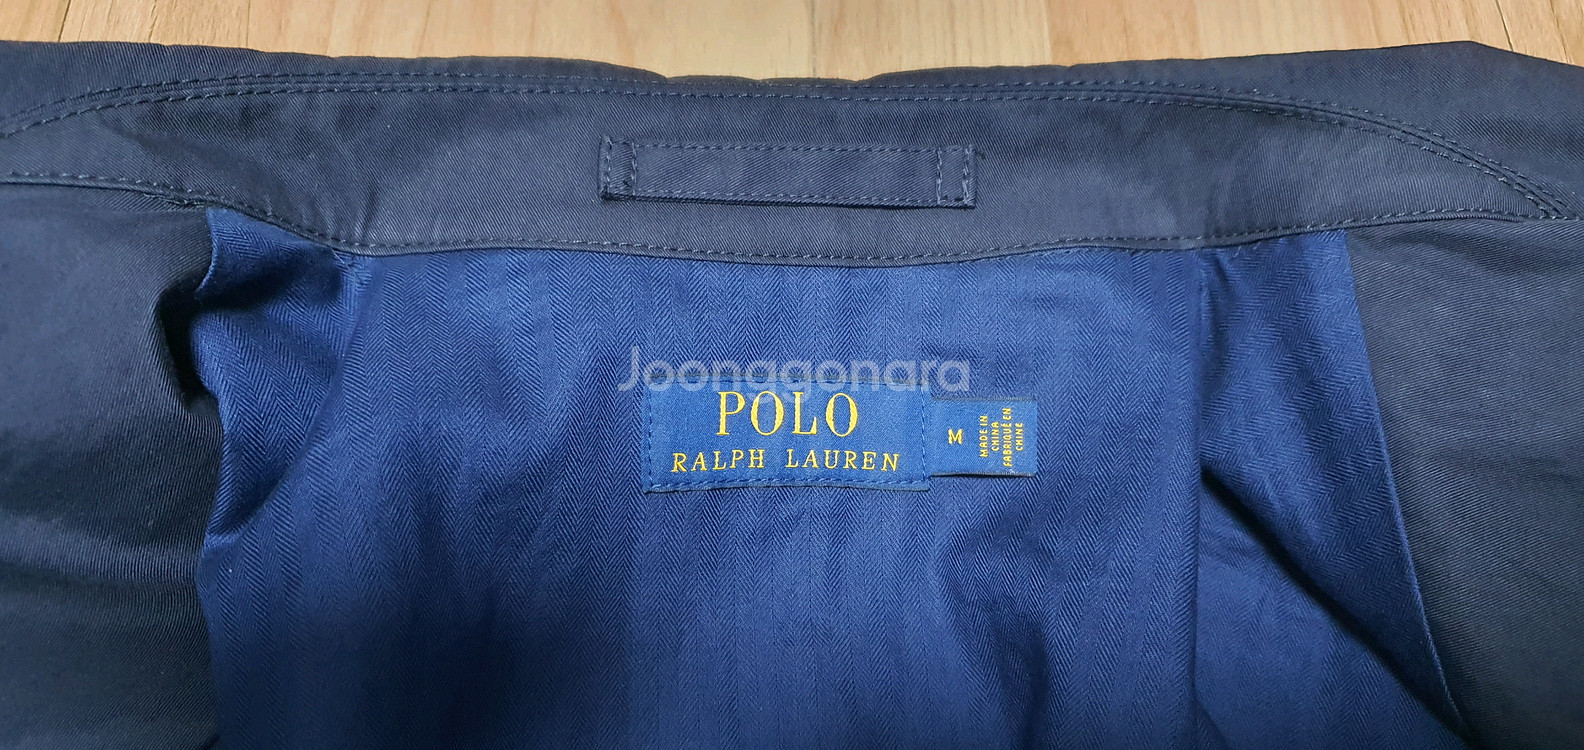 Joonggonara
POLO
RALPH LAUREN
M
MADE IN
CHINA
FABRIQUÉ EN
CHINE